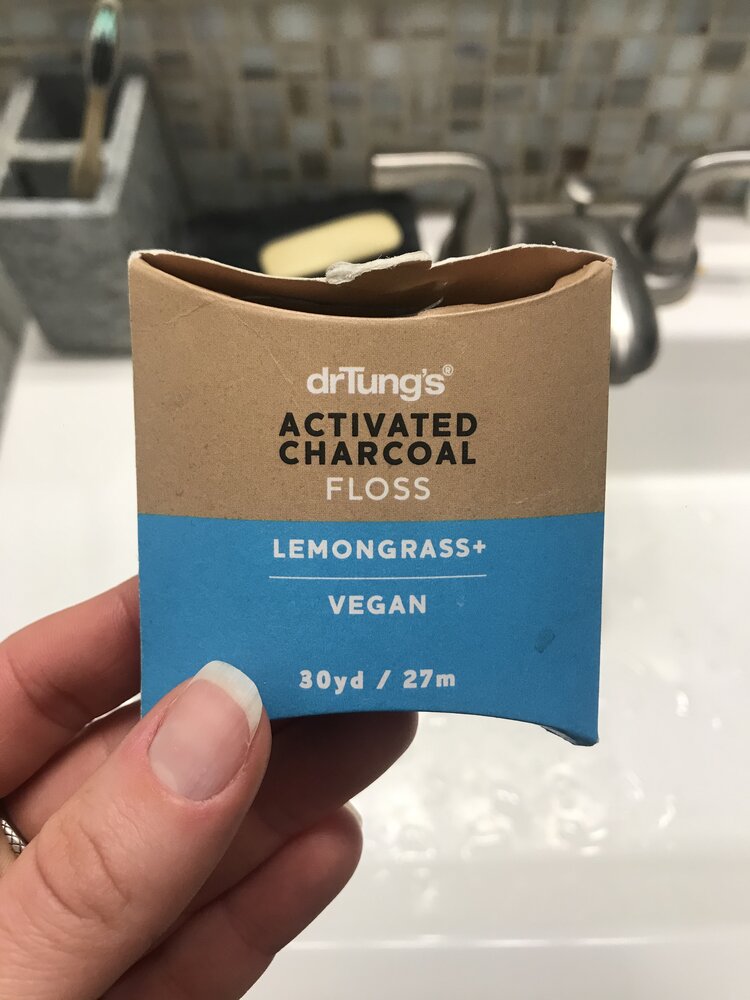 drTung's®
ACTIVATED
CHARCOAL
FLOSS
LEMONGRASS+
VEGAN
30yd / 27m